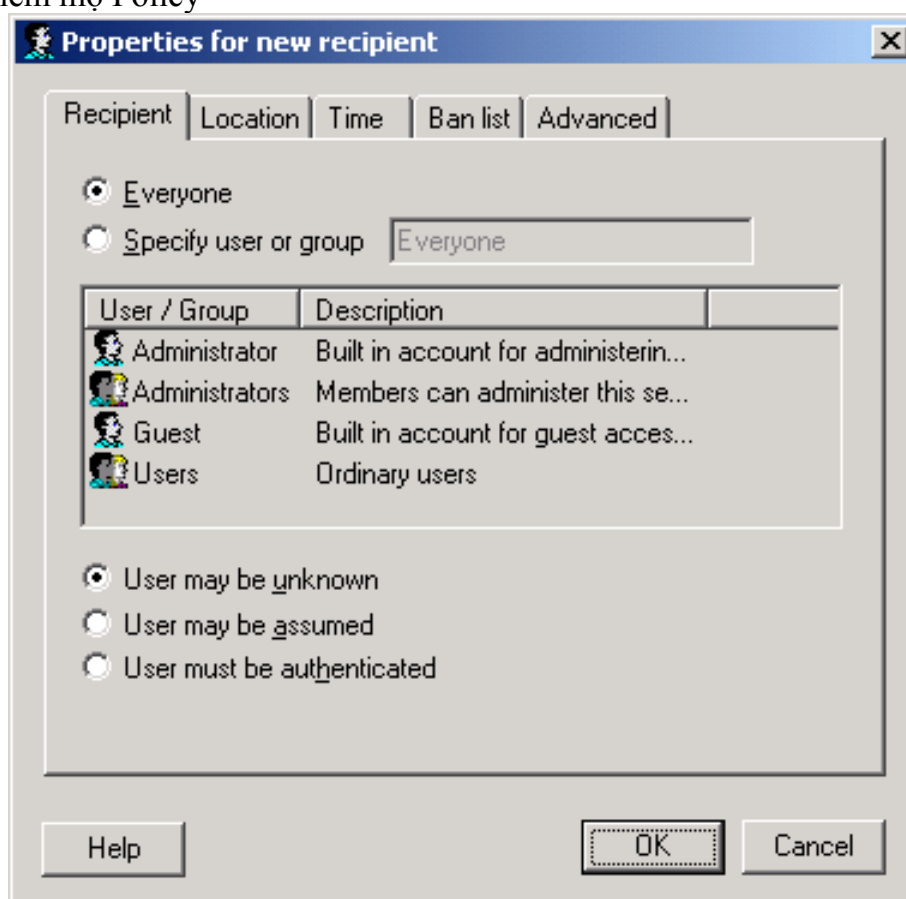 mọ Policy
Properties for new recipient
Recipient Location Time Ban list Advanced
Everyone
Specify user or group Everyone
User / Group Description
Administrator Built in account for administerin...
Administrators Members can administer this se...
Guest Built in account for guest acces...
Users Ordinary users
User may be unknown
User may be assumed
User must be authenticated
Help OK Cancel